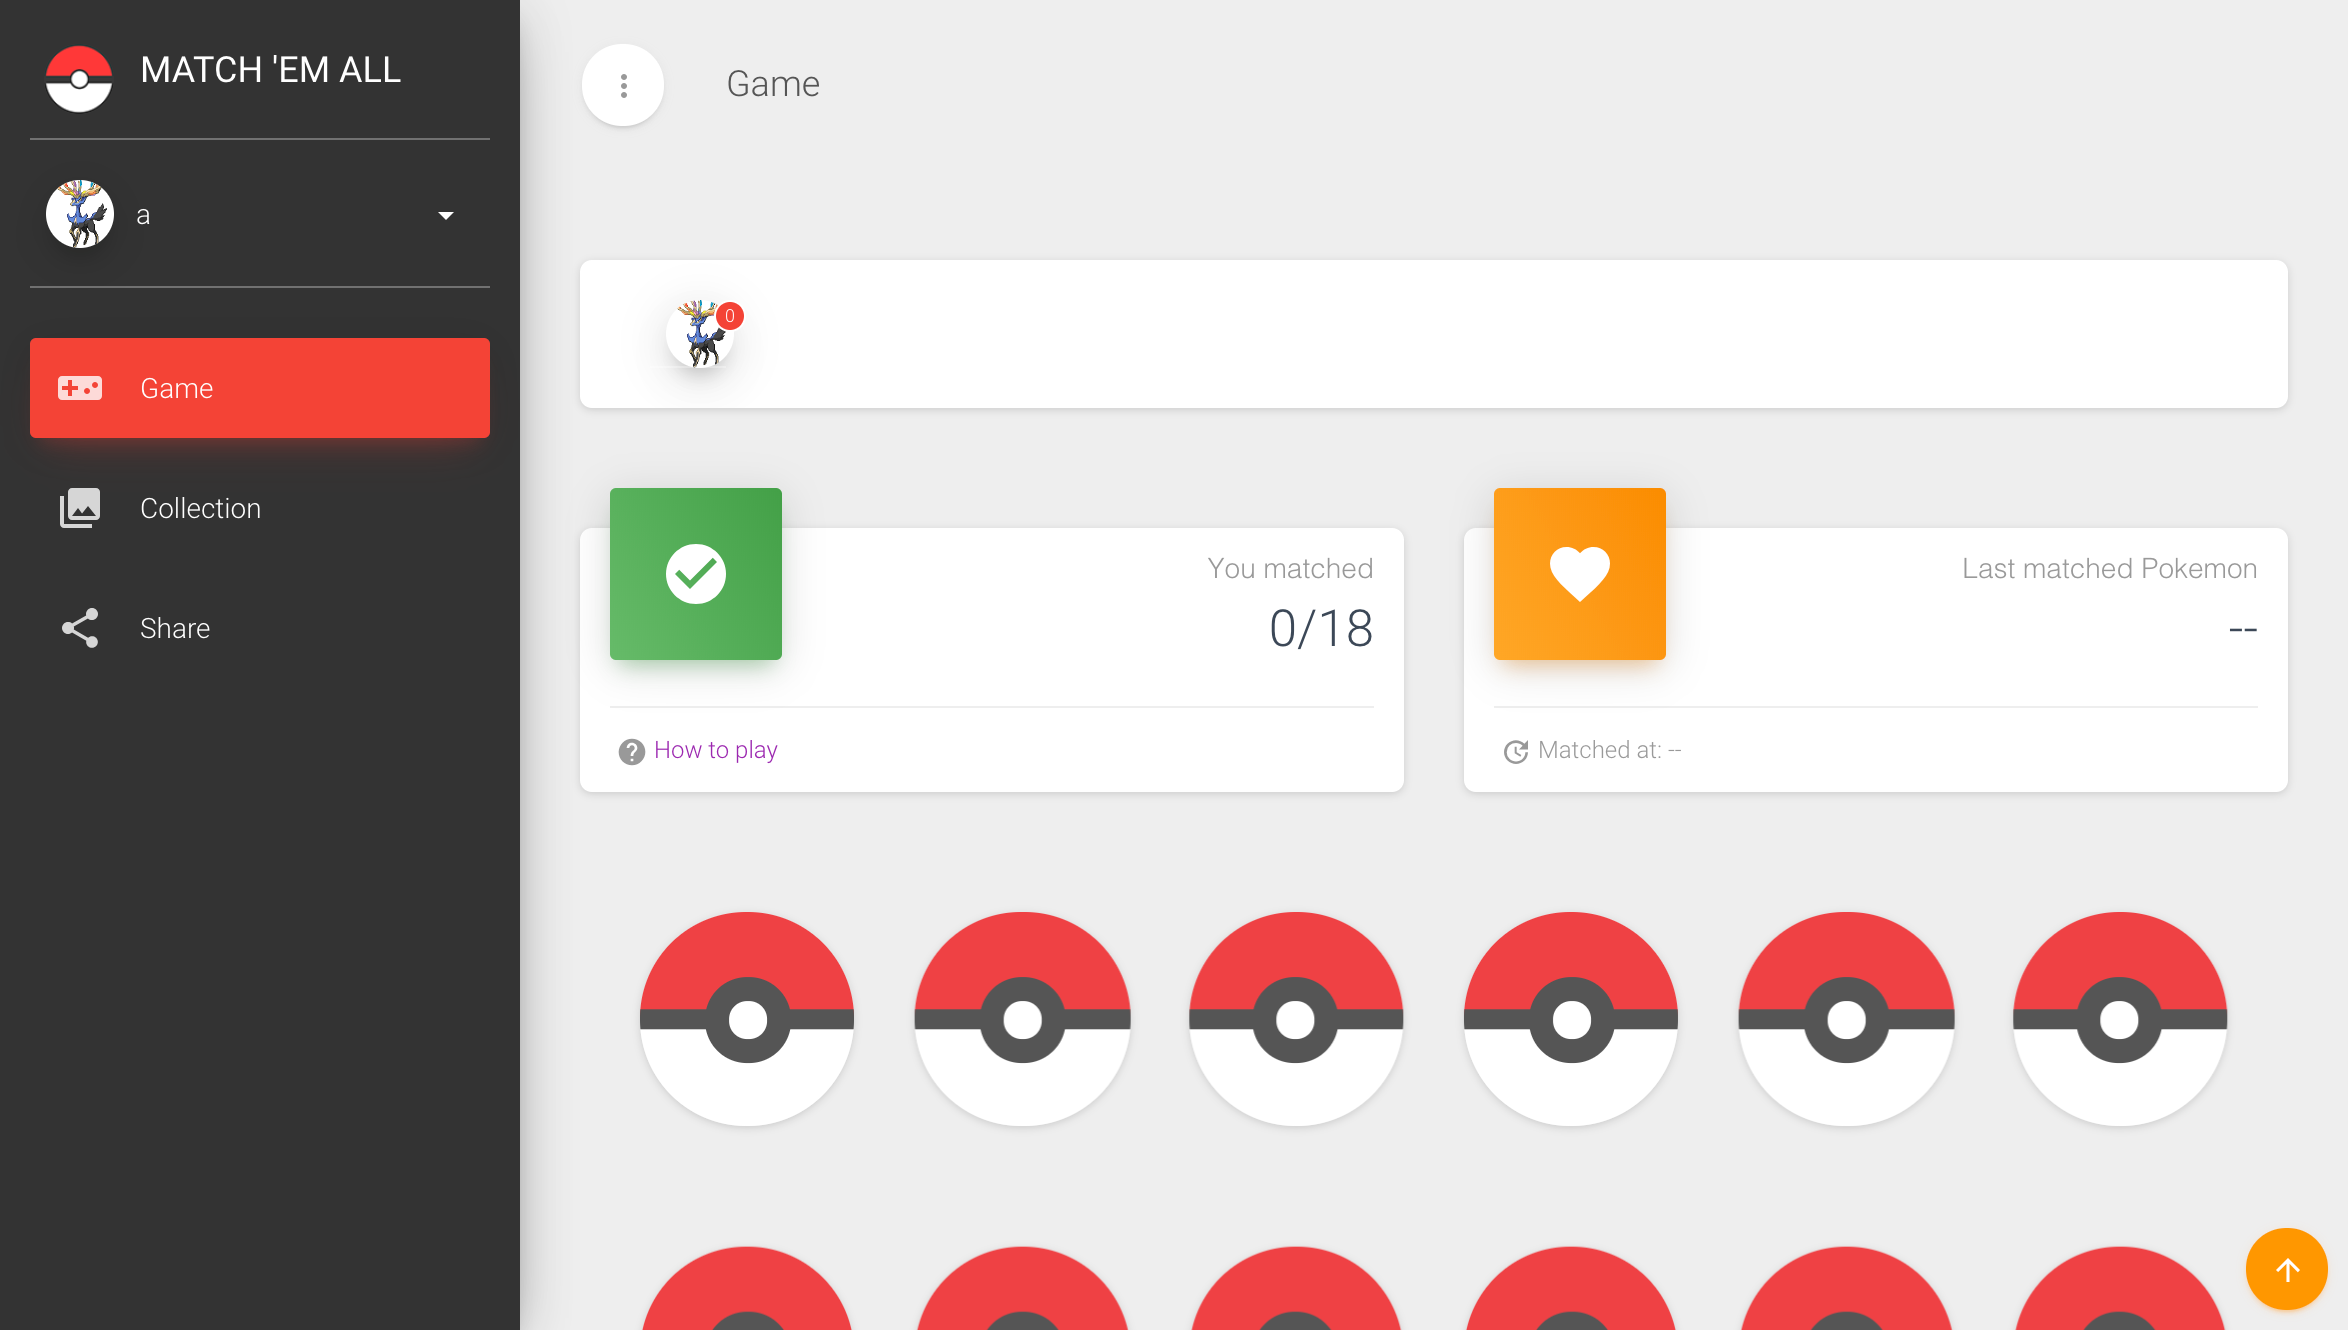 MATCH 'EM ALL
a
Game
Collection
Share
Game
0
You matched
0/18
How to play
Last matched Pokemon
--
Matched at: --